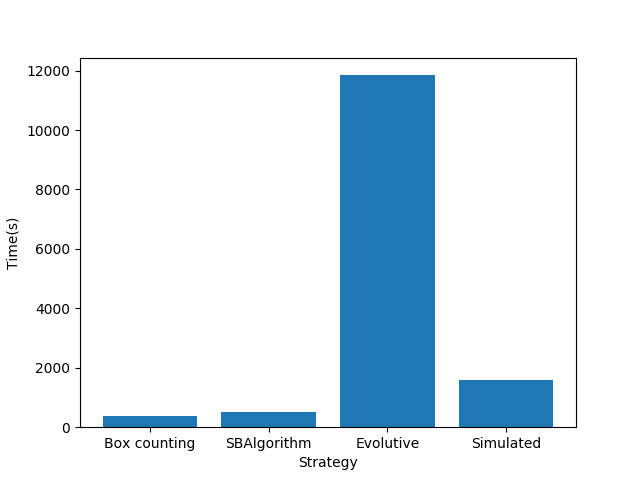 12000
10000
8000
6000
4000
2000
0
Time(s)
Box counting
SBAlgorithm
Evolutive
Simulated
Strategy